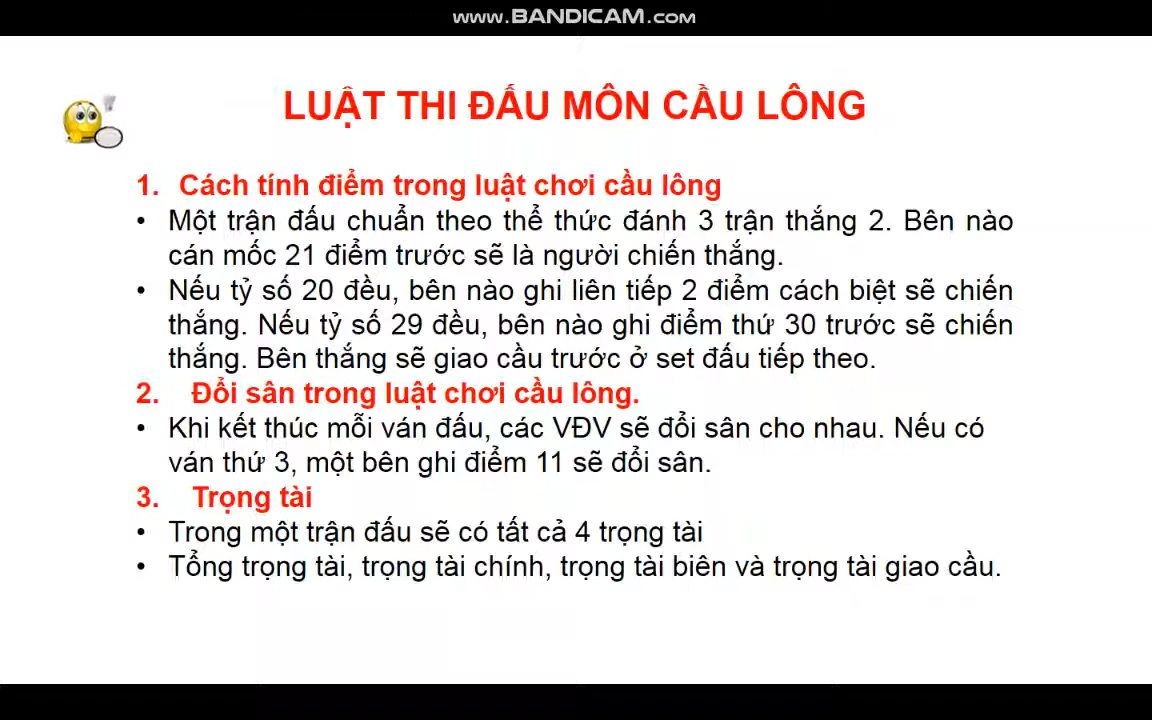 www.BANDICAM.com
LUẬT THI ĐẤU MÔN CẦU LÔNG
1. Cách tính điểm trong luật chơi cầu lông
• Một trận đấu chuẩn theo thể thức đánh 3 trận thắng 2. Bên nào
cán mốc 21 điểm trước sẽ là người chiến thắng.
• Nếu tỷ số 20 đều, bên nào ghi liên tiếp 2 điểm cách biệt sẽ chiến
thắng. Nếu tỷ số 29 đều, bên nào ghi điểm thứ 30 trước sẽ chiến
thắng. Bên thắng sẽ giao cầu trước ở set đấu tiếp theo.
2. Đổi sân trong luật chơi cầu lông.
• Khi kết thúc mỗi ván đấu, các VĐV sẽ đổi sân cho nhau. Nếu có
ván thứ 3, một bên ghi điểm 11 sẽ đổi sân.
3. Trọng tài
• Trong một trận đấu sẽ có tất cả 4 trọng tài
• Tổng trọng tài, trọng tài chính, trọng tài biên và trọng tài giao cầu.